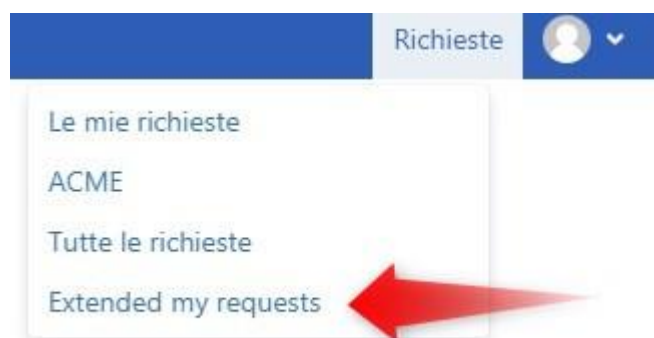 Richieste
Le mie richieste
ACME
Tutte le richieste
Extended my requests